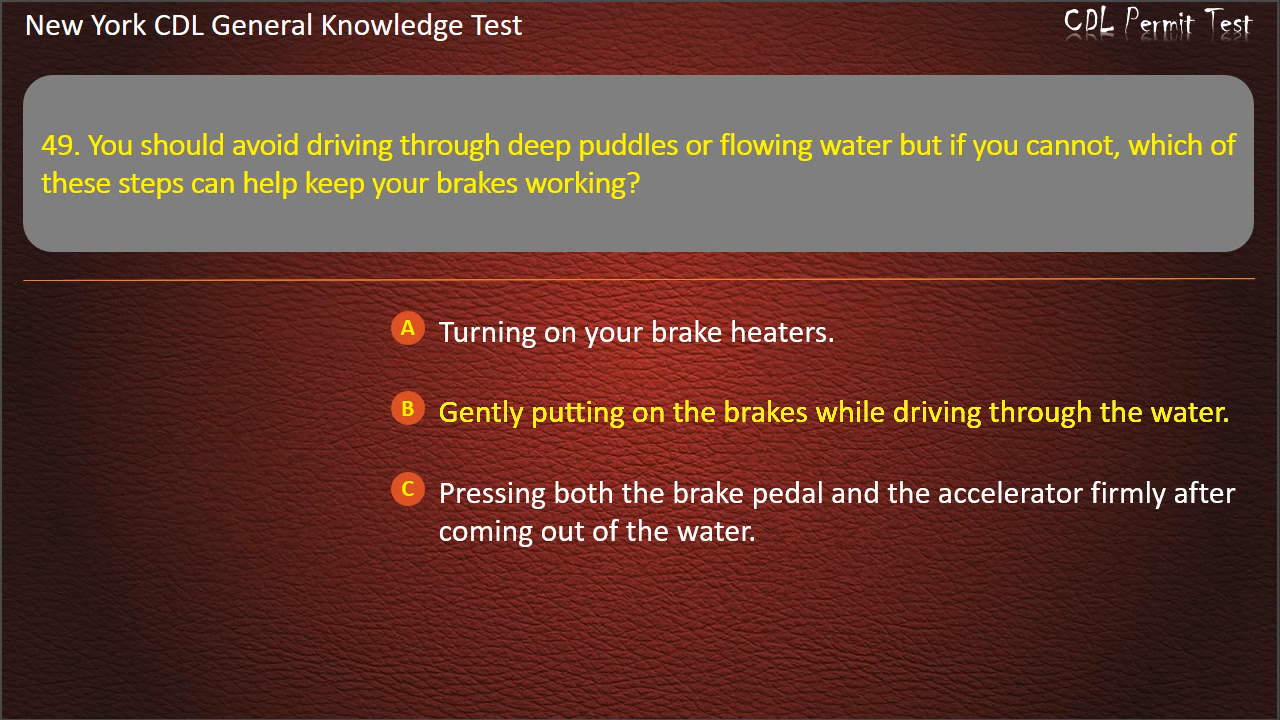 New York CDL General Knowledge Test
CDL Permit Test
49. You should avoid driving through deep puddles or flowing water but if you cannot, which of
these steps can help keep your brakes working?
A Turning on your brake heaters.
B Gently putting on the brakes while driving through the water.
C Pressing both the brake pedal and the accelerator firmly after
coming out of the water.